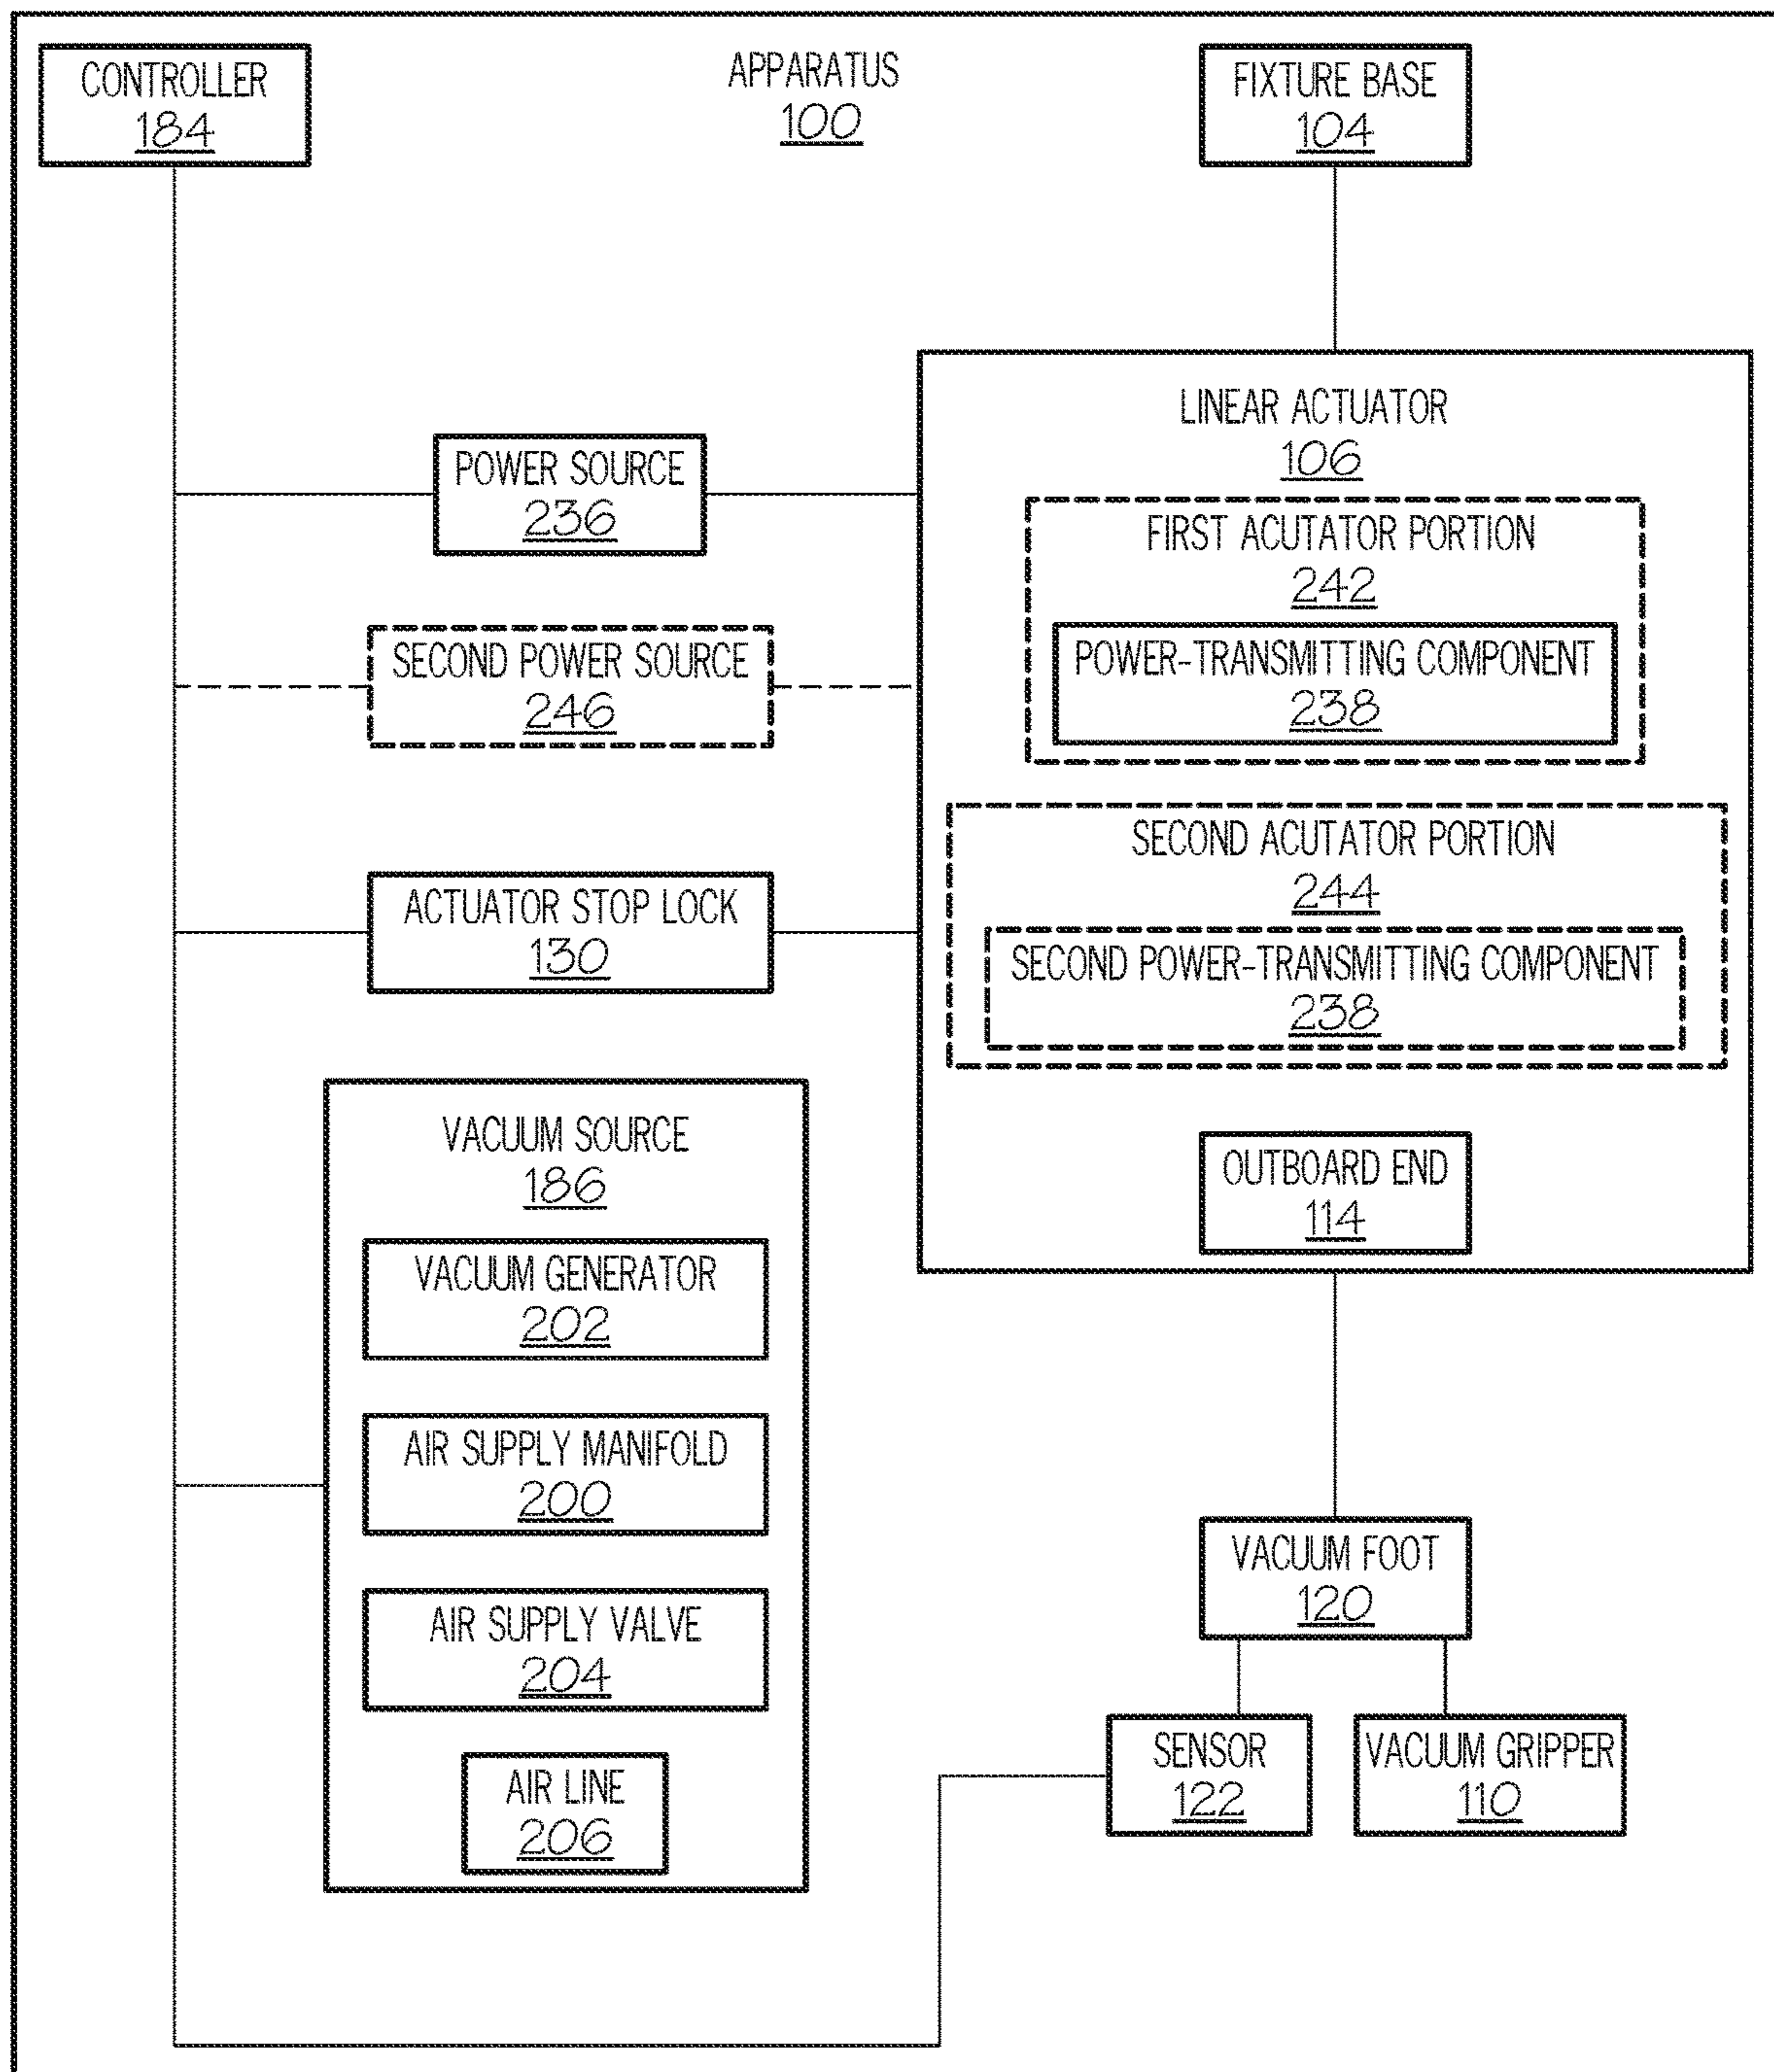 CONTROLLER
184
APPARATUS
100
FIXTURE BASE
104
POWER SOURCE
236
SECOND POWER SOURCE
246
ACTUATOR STOP LOCK
130
LINEAR ACTUATOR
106
FIRST ACUTATOR PORTION
242
POWER-TRANSMITTING COMPONENT
238
SECOND ACUTATOR PORTION
244
SECOND POWER-TRANSMITTING COMPONENT
238
OUTBOARD END
114
VACUUM SOURCE
186
VACUUM GENERATOR
202
AIR SUPPLY MANIFOLD
200
AIR SUPPLY VALVE
204
AIR LINE
206
VACUUM FOOT
120
SENSOR
122
VACUUM GRIPPER
110